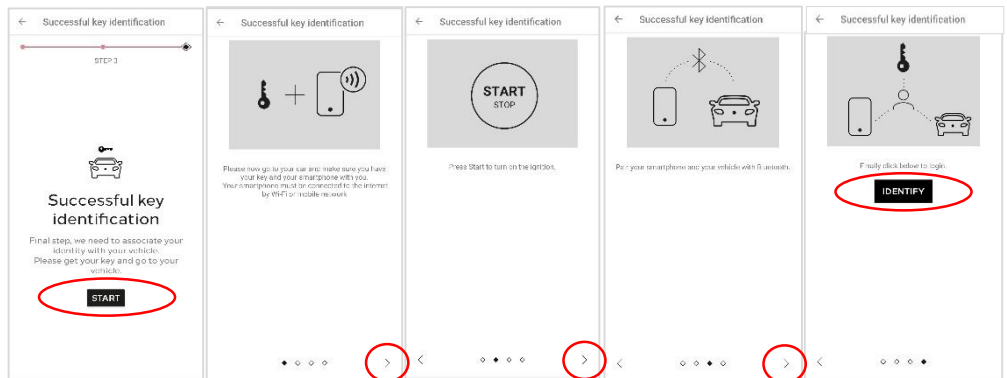 Successful key identification
STEP 3
Successful key
identification
Final step, we need to associate your
identity with your vehicle.
Please get your key and go to your
vehicle.
START
Successful key identification
Please now go to your car and make sure you have
your key and your smartphone with you.
Your smartphone must be connected to the internet
by Wi-Fi or mobile network
Successful key identification
START
STOP
Press Start to turn on the ignition.
Successful key identification
Pair your smartphone and your vehicle with Bluetooth.
Successful key identification
Finally click below to login.
IDENTIFY